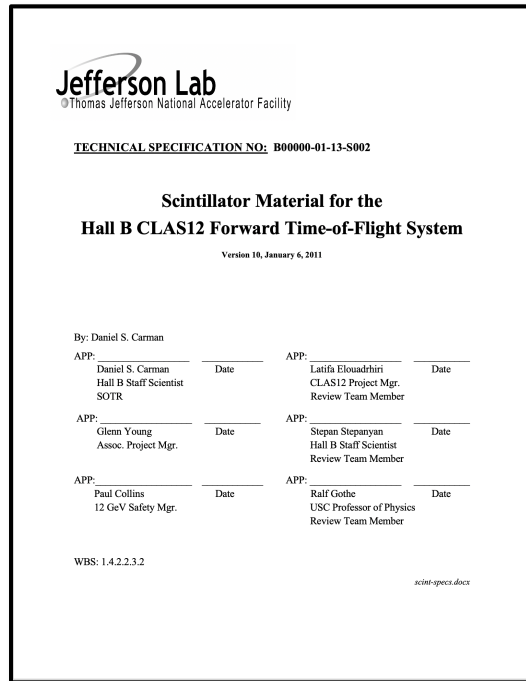 Jefferson Lab
Thomas Jefferson National Accelerator Facility
TECHNICAL SPECIFICATION NO: B00000-01-13-S002
Scintillator Material for the
Hall B CLAS12 Forward Time-of-Flight System
Version 10, January 6, 2011
By: Daniel S. Carman
APP: APP:
Daniel S. Carman Date Latifa Elouadrhiri Date
Hall B Staff Scientist CLAS12 Project Mgr.
SOTR Review Team Member
APP: APP:
Glenn Young Date Stepan Stepanyan Date
Assoc. Project Mgr. Hall B Staff Scientist
Review Team Member
APP: APP:
Paul Collins Date Ralf Gothe Date
12 GeV Safety Mgr. USC Professor of Physics
Review Team Member
WBS: 1.4.2.2.3.2
scint-specs.docx